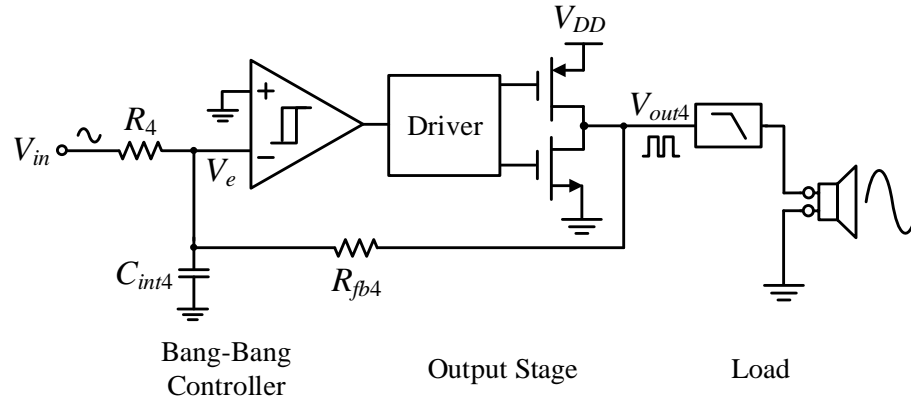 V_DD
V_in
R_4
V_e
+
−
Driver
V_out4
C_int4
R_fb4
Bang-Bang
Controller
Output Stage
Load